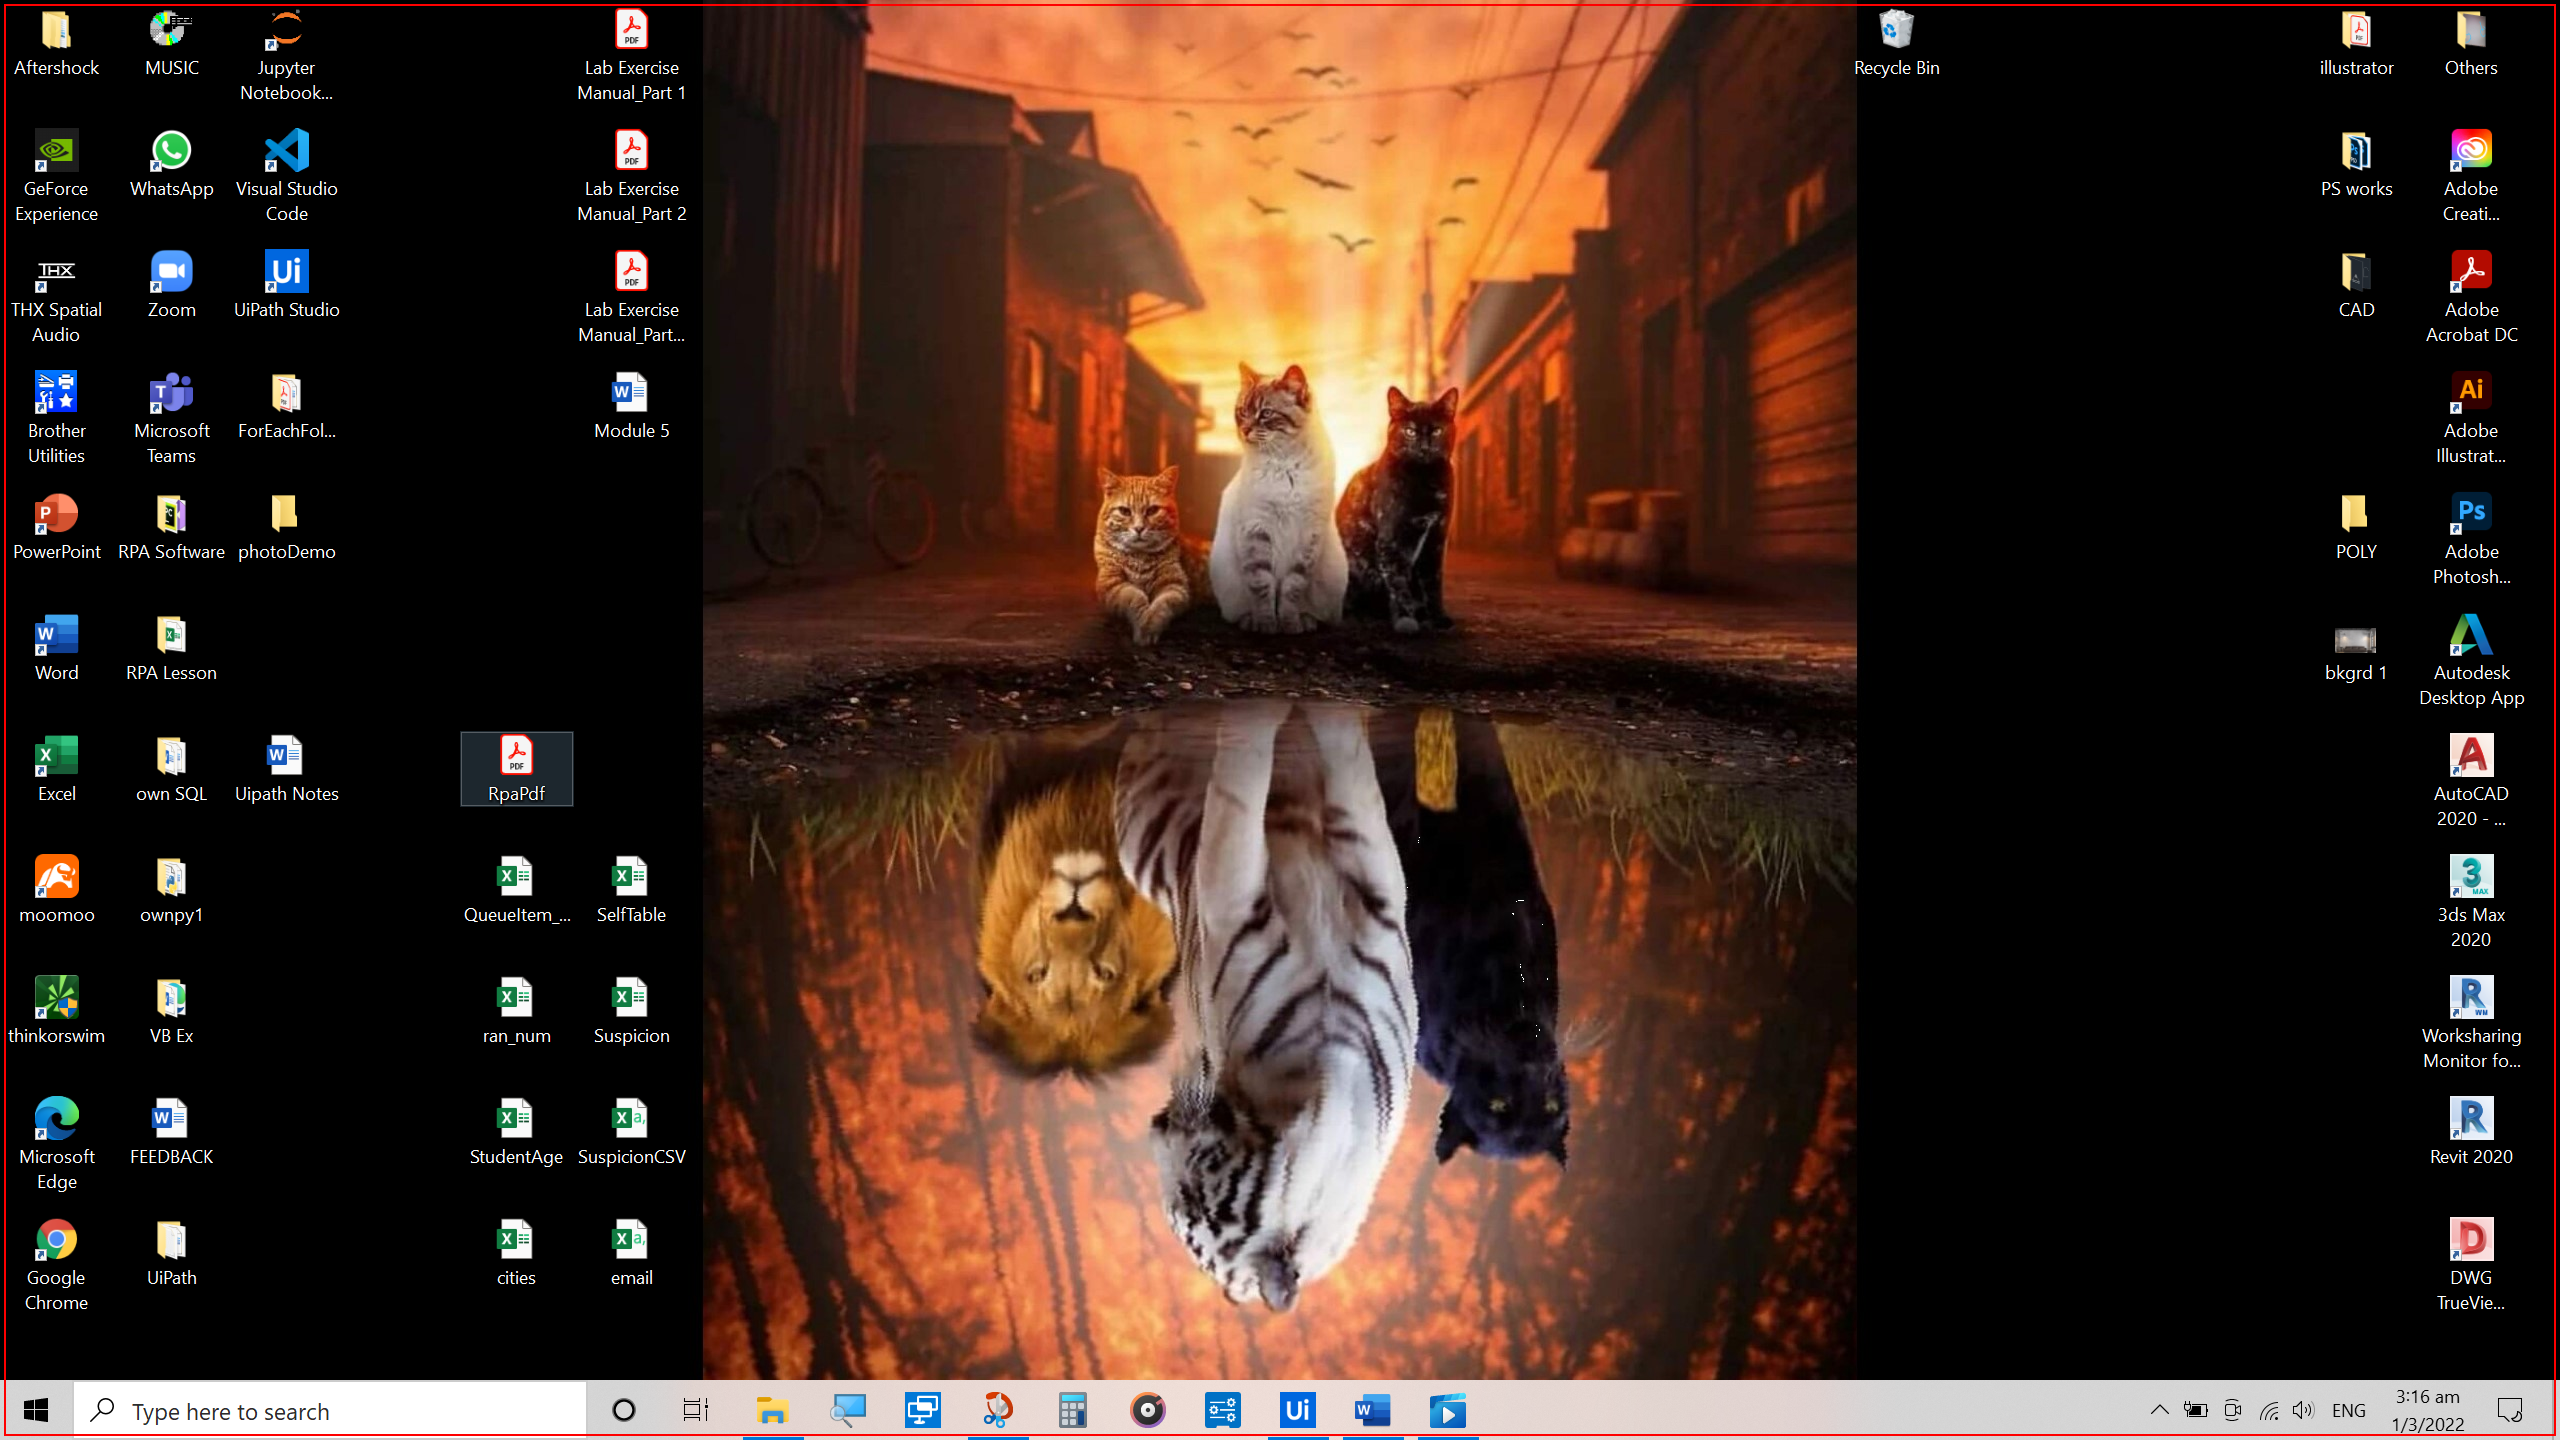 Aftershock
MUSIC
Jupyter
Notebook...
Lab Exercise
Manual_Part 1
Recycle Bin
illustrator
Others
GeForce
Experience
WhatsApp
Visual Studio
Code
Lab Exercise
Manual_Part 2
PS works
Adobe
Creati...
THX Spatial
Audio
Zoom
UiPath Studio
Lab Exercise
Manual_Part...
CAD
Adobe
Acrobat DC
Brother
Utilities
Microsoft
Teams
ForEachFol...
Module 5
Adobe
Illustrat...
PowerPoint
RPA Software
photoDemo
POLY
Adobe
Photosh...
Word
RPA Lesson
bkgrd 1
Autodesk
Desktop App
Excel
own SQL
Uipath Notes
RpaPdf
AutoCAD
2020 - ...
moomoo
ownpy1
QueueItem_...
SelfTable
3ds Max
2020
thinkorswim
VB Ex
ran_num
Suspicion
Worksharing
Monitor fo...
Microsoft
Edge
FEEDBACK
StudentAge
SuspicionCSV
Revit 2020
Google
Chrome
UiPath
cities
email
DWG
TrueVie...
Type here to search
ENG
3:16 am
1/3/2022